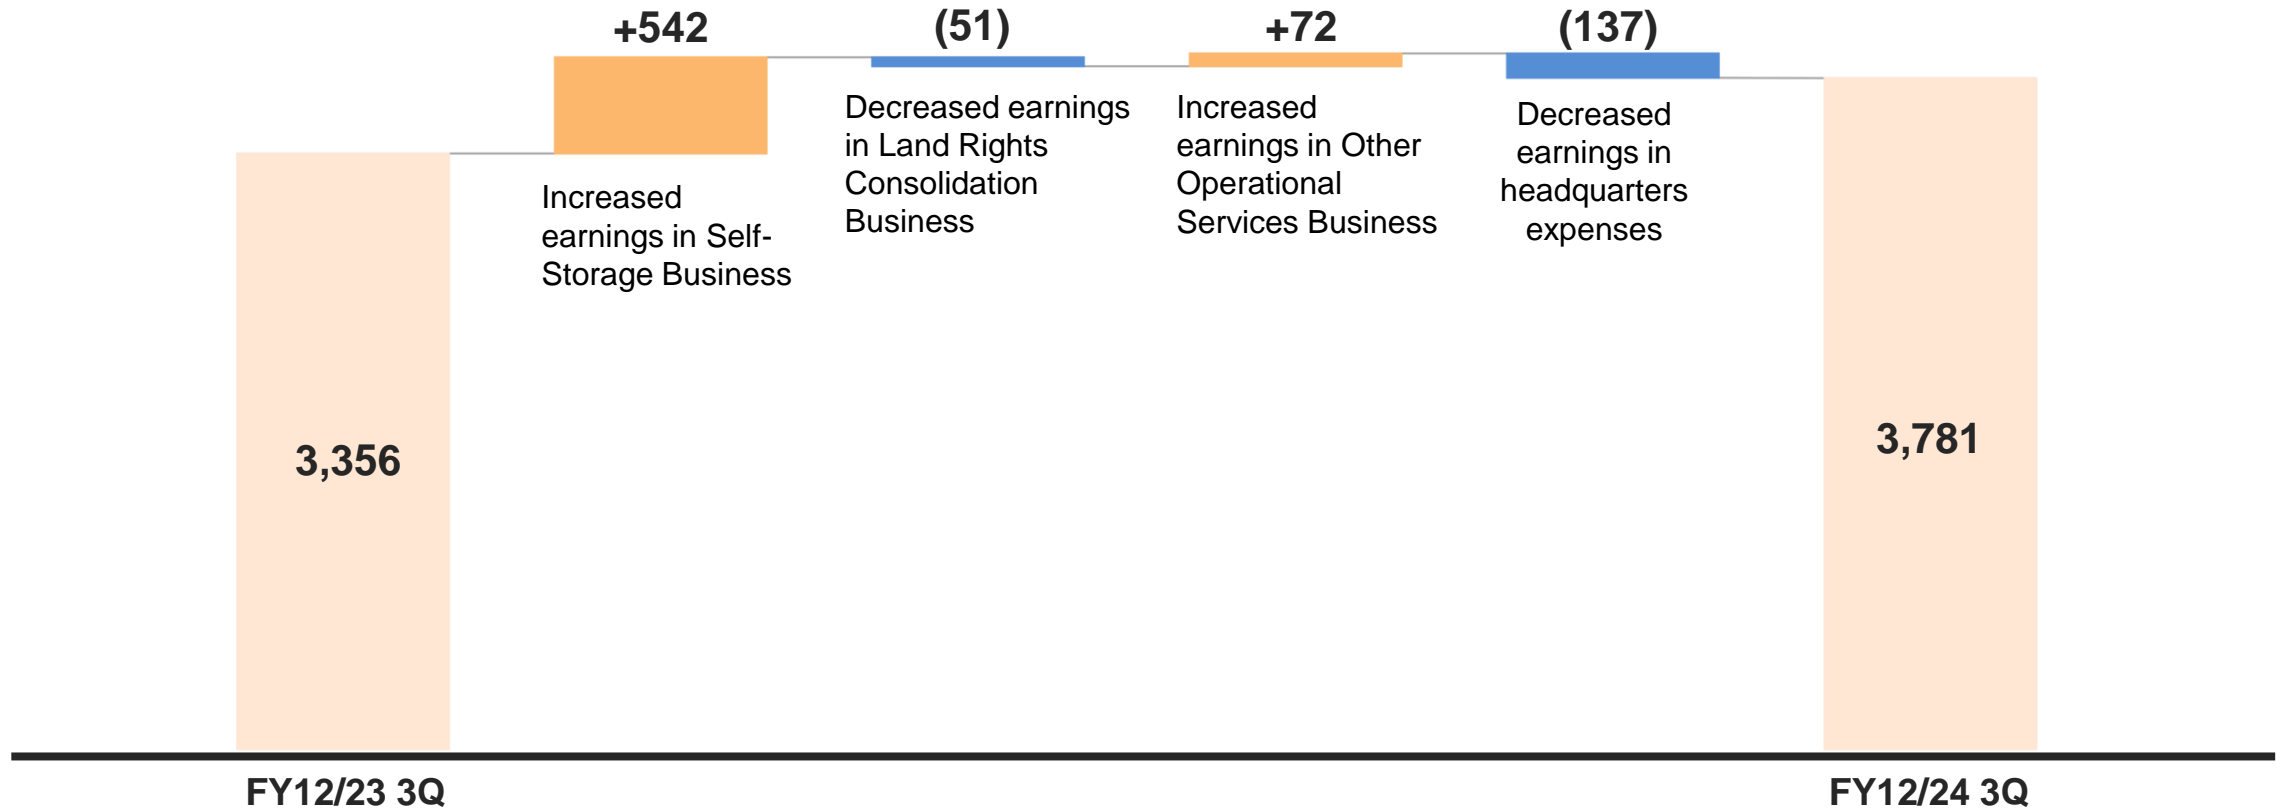 +542
(51)
+72
(137)
Increased
earnings in Self-
Storage Business
Decreased earnings
in Land Rights
Consolidation
Business
Increased
earnings in Other
Operational
Services Business
Decreased
earnings in
headquarters
expenses
3,356
3,781
FY12/23 3Q
FY12/24 3Q